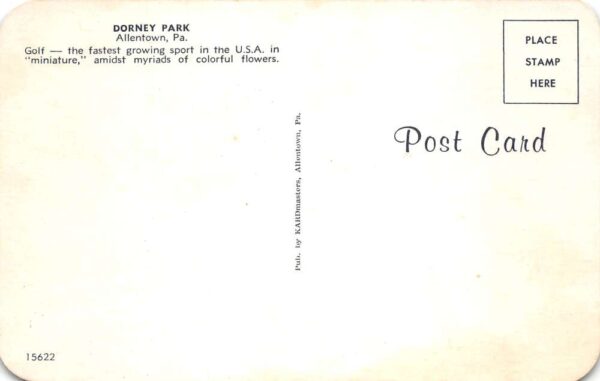 DORNEY PARK
Allentown, Pa.
Golf — the fastest growing sport in the U.S.A. in
"miniature," amidst myriads of colorful flowers.
PLACE
STAMP
HERE
Post Card
Pub. by KARDmasters, Allentown, Pa.
15622